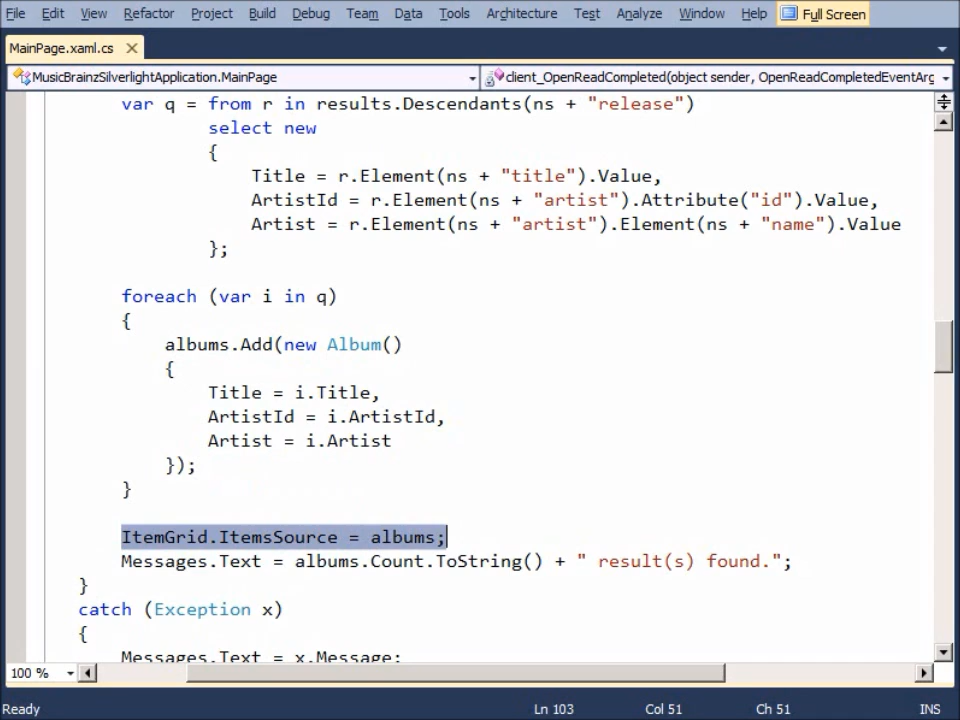 File Edit View Refactor Project Build Debug Team Data Tools Architecture Test Analyze Window Help Full Screen
MainPage.xaml.cs
MusicBrainzSilverlightApplication.MainPage client_OpenReadCompleted(object sender, OpenReadCompletedEventArg
var q = from r in results.Descendants(ns + "release")
select new
{
Title = r.Element(ns + "title").Value,
ArtistId = r.Element(ns + "artist").Attribute("id").Value,
Artist = r.Element(ns + "artist").Element(ns + "name").Value
};
foreach (var i in q)
{
albums.Add(new Album()
{
Title = i.Title,
ArtistId = i.ArtistId,
Artist = i.Artist
});
}
ItemGrid.ItemsSource = albums;
Messages.Text = albums.Count.ToString() + " result(s) found.";
}
catch (Exception x)
{
Messages.Text = x.Message;
100 %
Ready Ln 103 Col 51 Ch 51 INS